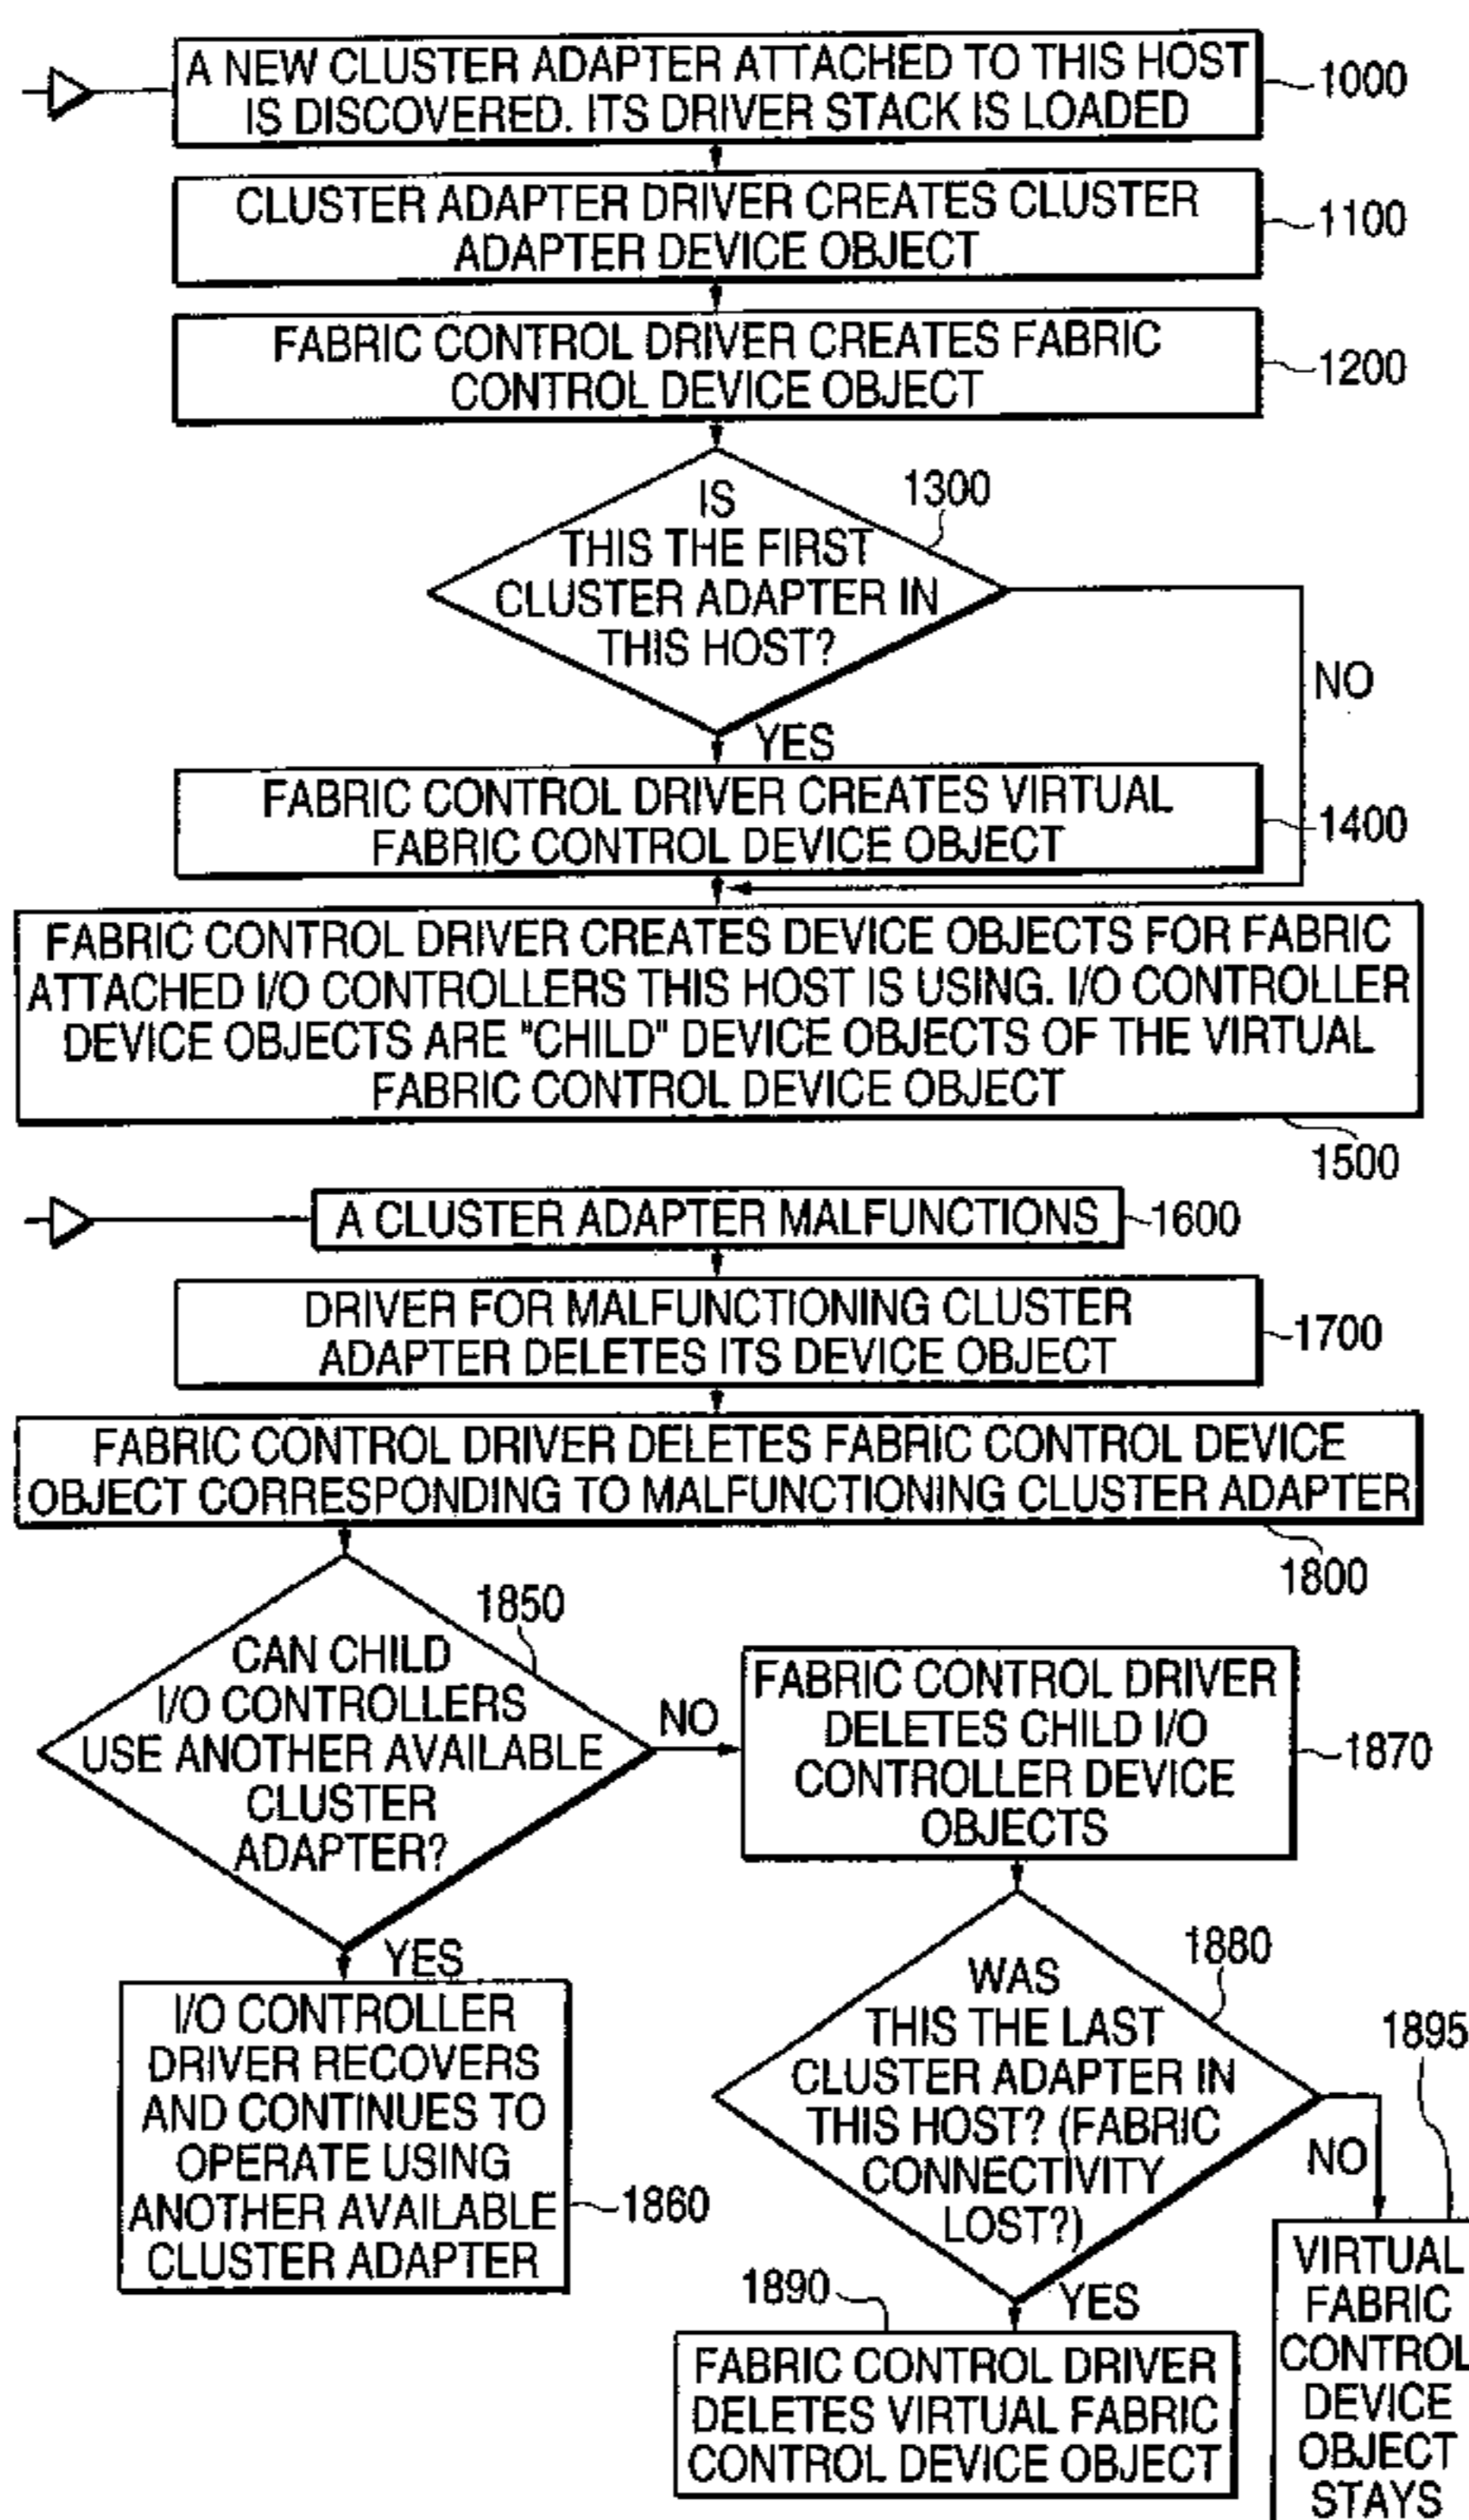 A NEW CLUSTER ADAPTER ATTACHED TO THIS HOST
IS DISCOVERED. ITS DRIVER STACK IS LOADED
1000
CLUSTER ADAPTER DRIVER CREATES CLUSTER
ADAPTER DEVICE OBJECT
1100
FABRIC CONTROL DRIVER CREATES FABRIC
CONTROL DEVICE OBJECT
1200
IS
THIS THE FIRST
CLUSTER ADAPTER IN
THIS HOST?
1300
NO
YES
FABRIC CONTROL DRIVER CREATES VIRTUAL
FABRIC CONTROL DEVICE OBJECT
1400
FABRIC CONTROL DRIVER CREATES DEVICE OBJECTS FOR FABRIC
ATTACHED I/O CONTROLLERS THIS HOST IS USING. I/O CONTROLLER
DEVICE OBJECTS ARE "CHILD" DEVICE OBJECTS OF THE VIRTUAL
FABRIC CONTROL DEVICE OBJECT
1500
A CLUSTER ADAPTER MALFUNCTIONS
1600
DRIVER FOR MALFUNCTIONING CLUSTER
ADAPTER DELETES ITS DEVICE OBJECT
1700
FABRIC CONTROL DRIVER DELETES FABRIC CONTROL DEVICE
OBJECT CORRESPONDING TO MALFUNCTIONING CLUSTER ADAPTER
1800
CAN CHILD
I/O CONTROLLERS
USE ANOTHER AVAILABLE
CLUSTER
ADAPTER?
1850
NO
YES
FABRIC CONTROL DRIVER
DELETES CHILD I/O
CONTROLLER DEVICE
OBJECTS
1870
I/O CONTROLLER
DRIVER RECOVERS
AND CONTINUES TO
OPERATE USING
ANOTHER AVAILABLE
CLUSTER ADAPTER
1860
WAS
THIS THE LAST
CLUSTER ADAPTER IN
THIS HOST? (FABRIC
CONNECTIVITY
LOST?)
1880
NO
YES
1895
VIRTUAL
FABRIC
CONTROL
DEVICE
OBJECT
STAYS
1890
FABRIC CONTROL DRIVER
DELETES VIRTUAL FABRIC
CONTROL DEVICE OBJECT